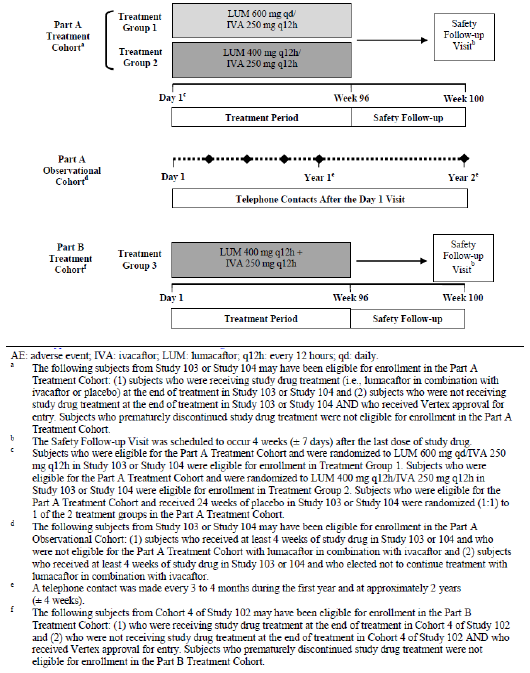 Part A
Treatment
Cohortᵃ
Treatment
Group 1
LUM 600 mg qd/
IVA 250 mg q12h
Treatment
Group 2
LUM 400 mg q12h/
IVA 250 mg q12h
Safety
Follow-up
Visitᵇ
Day 1ᶜ
Week 96
Week 100
Treatment Period
Safety Follow-up
Part A
Observational
Cohortᵈ
Day 1
Year 1ᵉ
Year 2ᵉ
Telephone Contacts After the Day 1 Visit
Part B
Treatment
Cohortᶠ
Treatment
Group 3
LUM 400 mg q12h +
IVA 250 mg q12h
Safety
Follow-up
Visitᵇ
Day 1
Week 96
Week 100
Treatment Period
Safety Follow-up
AE: adverse event; IVA: ivacaftor; LUM: lumacaftor; q12h: every 12 hours; qd: daily.
a The following subjects from Study 103 or Study 104 may have been eligible for enrollment in the Part A
Treatment Cohort: (1) subjects who were receiving study drug treatment (i.e., lumacaftor in combination with
ivacaftor or placebo) at the end of treatment in Study 103 or Study 104 and (2) subjects who were not receiving
study drug treatment at the end of treatment in Study 103 or Study 104 AND who received Vertex approval for
entry. Subjects who prematurely discontinued study drug treatment were not eligible for enrollment in the Part A
Treatment Cohort.
b The Safety Follow-up Visit was scheduled to occur 4 weeks (± 7 days) after the last dose of study drug.
c Subjects who were eligible for the Part A Treatment Cohort and were randomized to LUM 600 mg qd/IVA 250
mg q12h in Study 103 or Study 104 were eligible for enrollment in Treatment Group 1. Subjects who were
eligible for the Part A Treatment Cohort and were randomized to LUM 400 mg q12h/IVA 250 mg q12h in
Study 103 or Study 104 were eligible for enrollment in Treatment Group 2. Subjects who were eligible for the
Part A Treatment Cohort and received 24 weeks of placebo in Study 103 or Study 104 were randomized (1:1) to
1 of the 2 treatment groups in the Part A Treatment Cohort.
d The following subjects from Study 103 or Study 104 may have been eligible for enrollment in the Part A
Observational Cohort: (1) subjects who received at least 4 weeks of study drug in Study 103 or 104 and who
were not eligible for the Part A Treatment Cohort with lumacaftor in combination with ivacaftor and (2) subjects
who received at least 4 weeks of study drug in Study 103 or 104 and who elected not to continue treatment with
lumacaftor in combination with ivacaftor.
e A telephone contact was made every 3 to 4 months during the first year and at approximately 2 years
(± 4 weeks).
f The following subjects from Cohort 4 of Study 102 may have been eligible for enrollment in the Part B
Treatment Cohort: (1) who were receiving study drug treatment at the end of treatment in Cohort 4 of Study 102
and (2) who were not receiving study drug treatment at the end of treatment in Cohort 4 of Study 102 AND who
received Vertex approval for entry. Subjects who prematurely discontinued study drug treatment were not
eligible for enrollment in the Part B Treatment Cohort.